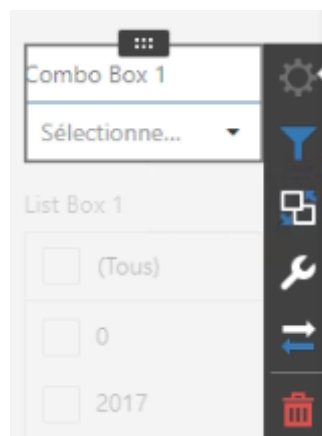 Combo Box 1
Sélectionne...
List Box 1
(Tous)
0
2017